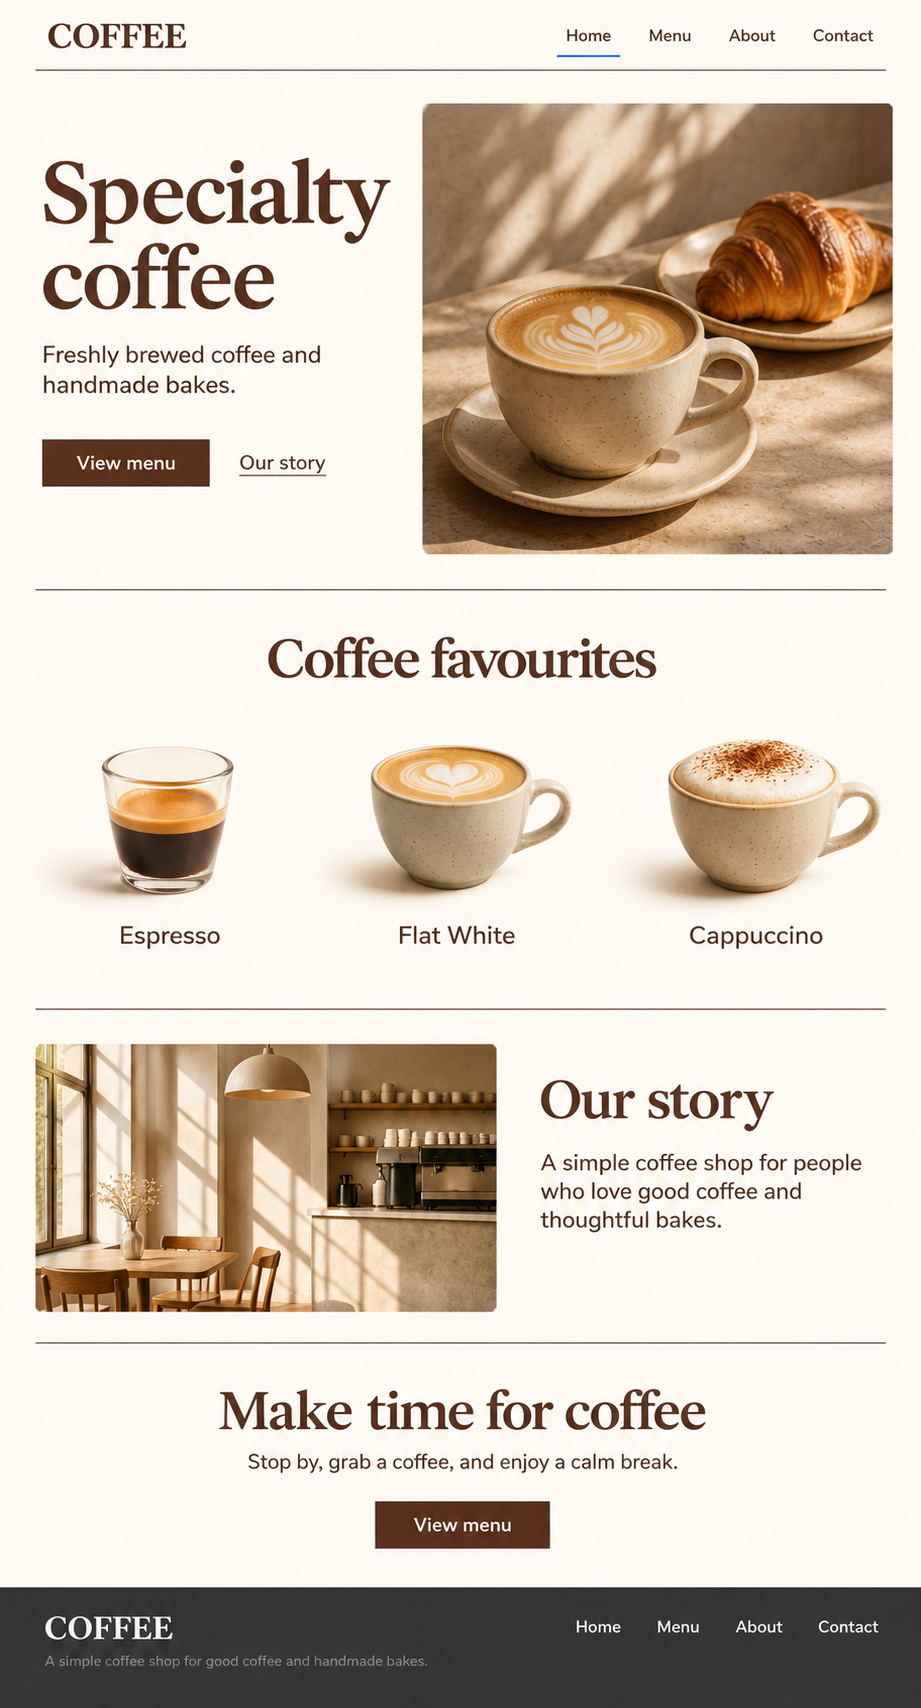 COFFEE
Home Menu About Contact
Specialty
coffee
Freshly brewed coffee and
handmade bakes.
View menu Our story
Coffee favourites
Espresso Flat White Cappuccino
Our story
A simple coffee shop for people
who love good coffee and
thoughtful bakes.
Make time for coffee
Stop by, grab a coffee, and enjoy a calm break.
View menu
COFFEE
Home Menu About Contact
A simple coffee shop for good coffee and handmade bakes.